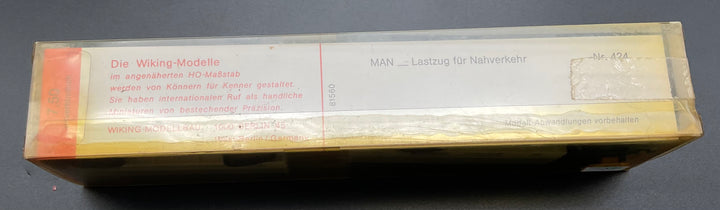 Die Wiking-Modelle
im angenäherten HO-Maßstab
werden von Könnern für Kenner gestaltet.
Sie haben internationalen Ruf als handliche
Miniaturen von bestechender Präzision.
WIKING-MODELLBAU
MAN
Lastzug für Nahverkehr
Nr. 424
81560
Modell-Abwandlungen vorbehalten